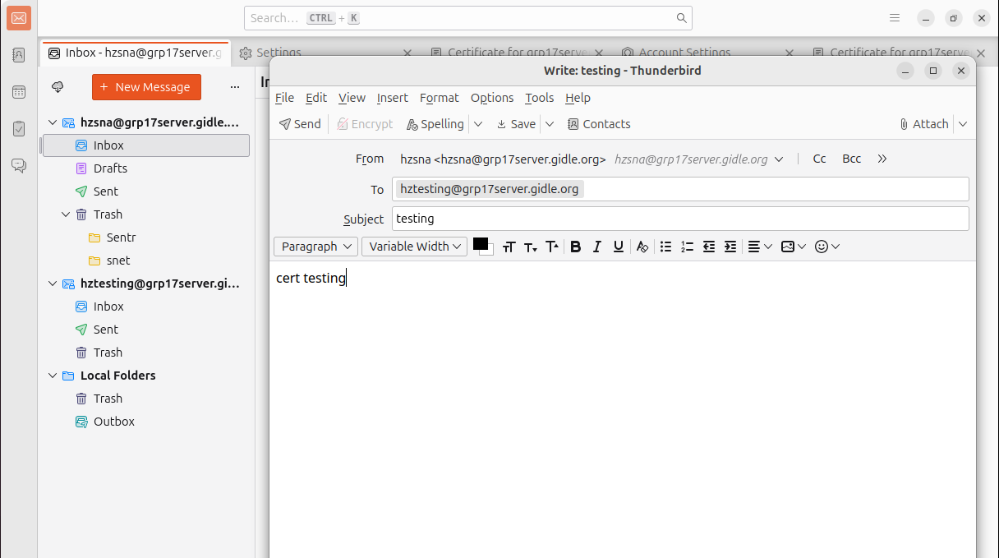 Search… CTRL + K
Inbox - hzsna@grp17server.g
Settings
Certificate for grp17serve
Account Settings
Certificate for grp17serve
New Message
hzsna@grp17server.gidle.…
Inbox
Drafts
Sent
Trash
Sentr
snet
hztesting@grp17server.gi…
Inbox
Sent
Trash
Local Folders
Trash
Outbox
Write: testing - Thunderbird
File Edit View Insert Format Options Tools Help
Send Encrypt Spelling Save Contacts Attach
From hzsna <hzsna@grp17server.gidle.org> hzsna@grp17server.gidle.org Cc Bcc
To hztesting@grp17server.gidle.org
Subject testing
Paragraph Variable Width
cert testing